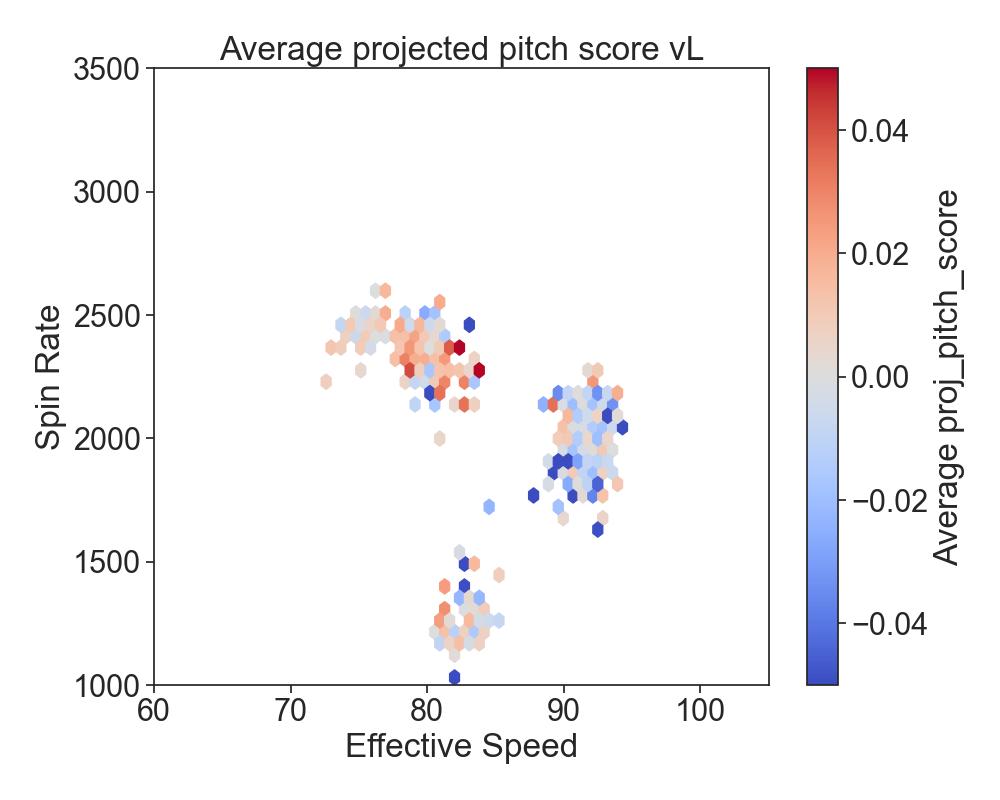 Average projected pitch score vL
3500
3000
2500
2000
1500
1000
Spin Rate
60 70 80 90 100
Effective Speed
0.04
0.02
0.00
−0.02
−0.04
Average proj_pitch_score